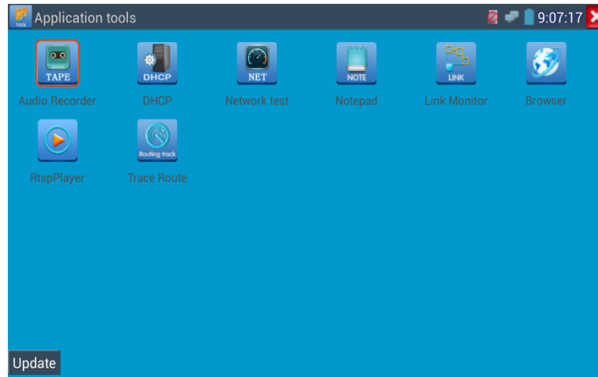 TOOL Application tools 9:07:17
TAPE DHCP NET NOTE LINK
Audio Recorder DHCP Network test Notepad Link Monitor Browser
Routing track
RtspPlayer Trace Route
Update